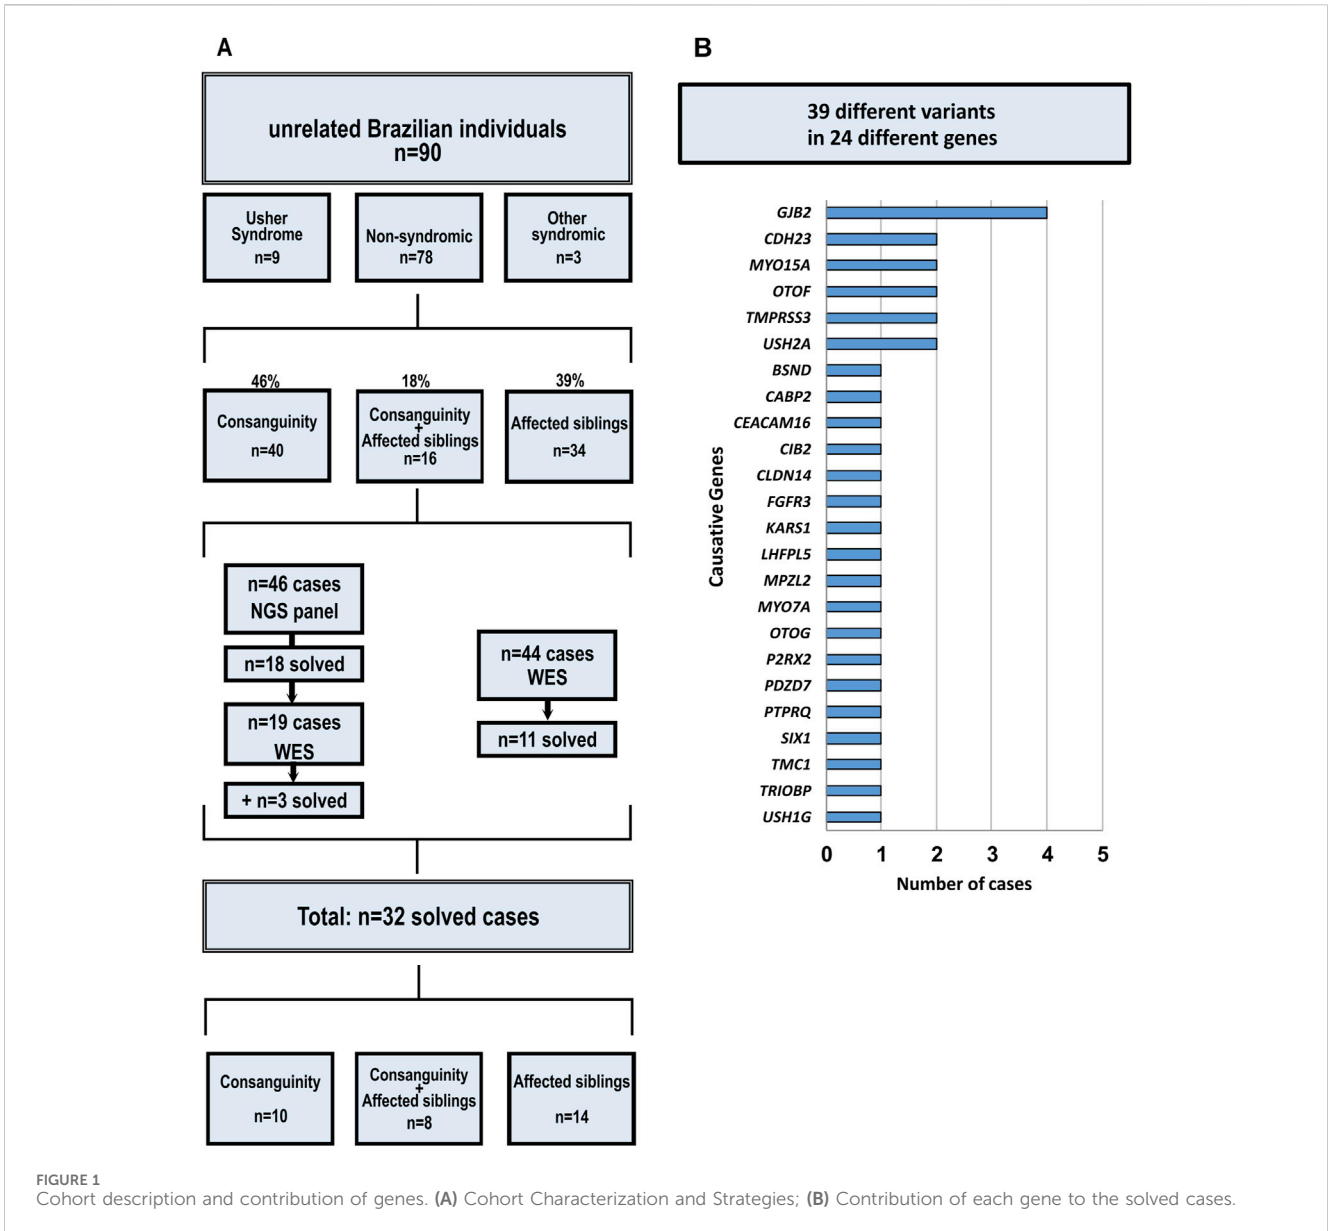 A
unrelated Brazilian individuals
n=90
Usher
Syndrome
n=9
Non-syndromic
n=78
Other
syndromic
n=3
46%
Consanguinity
n=40
18%
Consanguinity
+
Affected siblings
n=16
39%
Affected siblings
n=34
n=46 cases
NGS panel
n=18 solved
n=19 cases
WES
+ n=3 solved
n=44 cases
WES
n=11 solved
Total: n=32 solved cases
Consanguinity
n=10
Consanguinity
+
Affected siblings
n=8
Affected siblings
n=14
B
39 different variants
in 24 different genes
Causative Genes
GJB2
CDH23
MYO15A
OTOF
TMPRSS3
USH2A
BSND
CABP2
CEACAM16
CIB2
CLDN14
FGFR3
KARS1
LHFPL5
MPZL2
MYO7A
OTOG
P2RX2
PDZD7
PTPRQ
SIX1
TMC1
TRIOBP
USH1G
0 1 2 3 4 5
Number of cases
FIGURE 1
Cohort description and contribution of genes. (A) Cohort Characterization and Strategies; (B) Contribution of each gene to the solved cases.